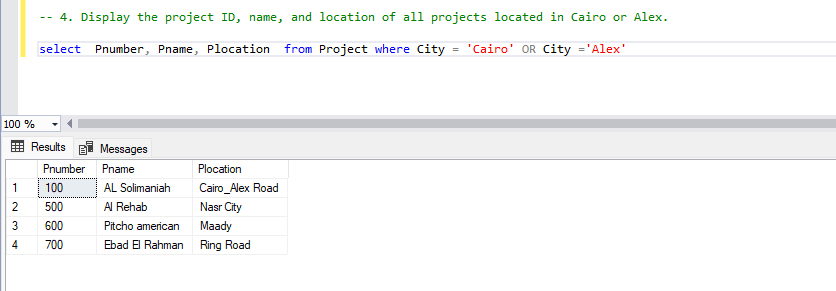 -- 4. Display the project ID, name, and location of all projects located in Cairo or Alex.
select  Pnumber, Pname, Plocation  from Project where City = 'Cairo' OR City ='Alex'
100 %
Results Messages
Pnumber Pname Plocation
1 100 AL Solimaniah Cairo_Alex Road
2 500 Al Rehab Nasr City
3 600 Pitcho american Maady
4 700 Ebad El Rahman Ring Road